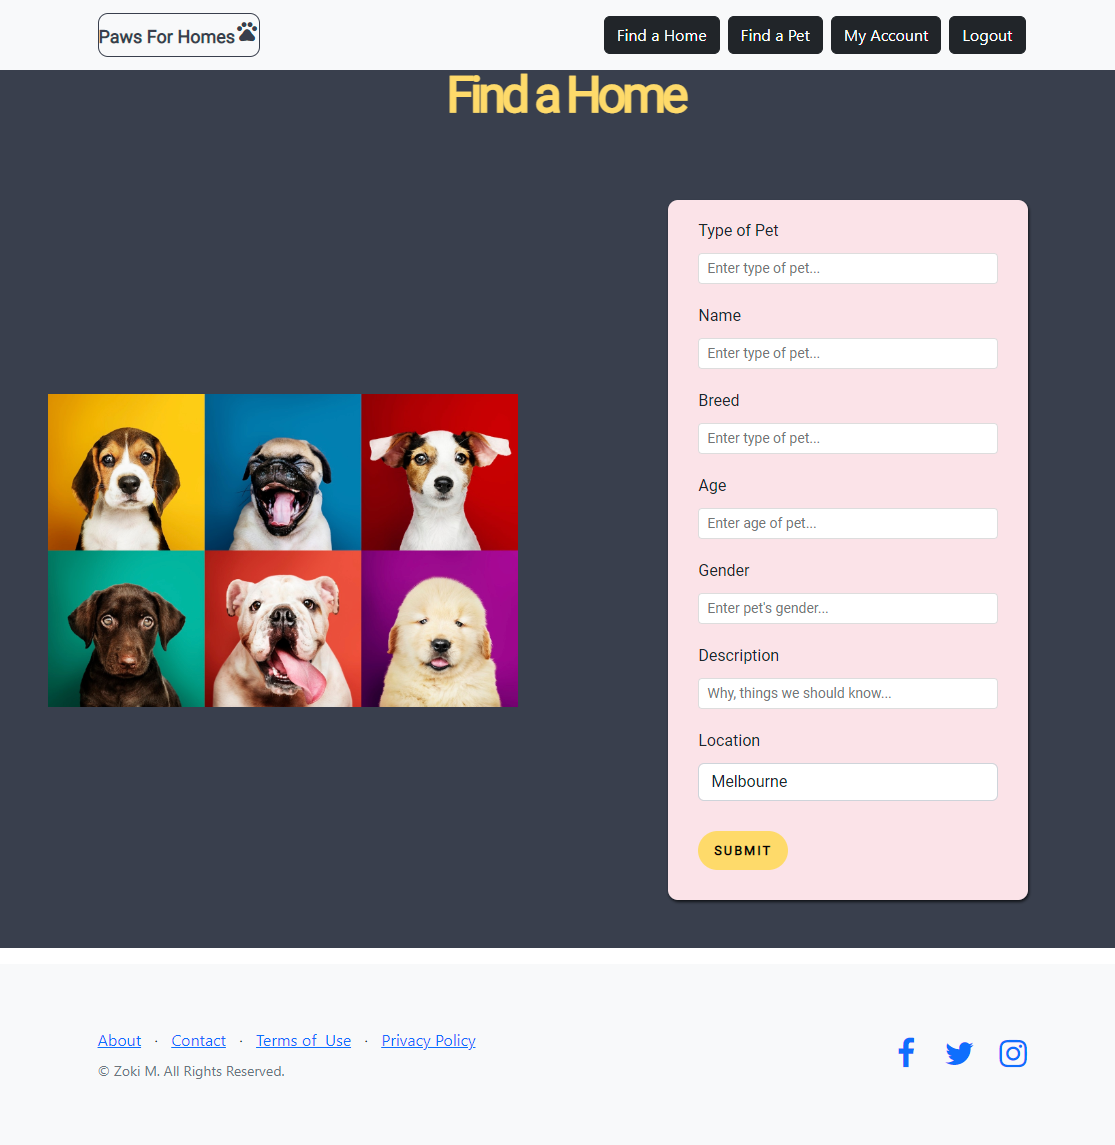 Paws For Homes
Find a Home
Find a Pet
My Account
Logout
Find a Home
Type of Pet
Enter type of pet...
Name
Enter type of pet...
Breed
Enter type of pet...
Age
Enter age of pet...
Gender
Enter pet's gender...
Description
Why, things we should know...
Location
Melbourne
SUBMIT
About · Contact · Terms of Use · Privacy Policy
© Zoki M. All Rights Reserved.